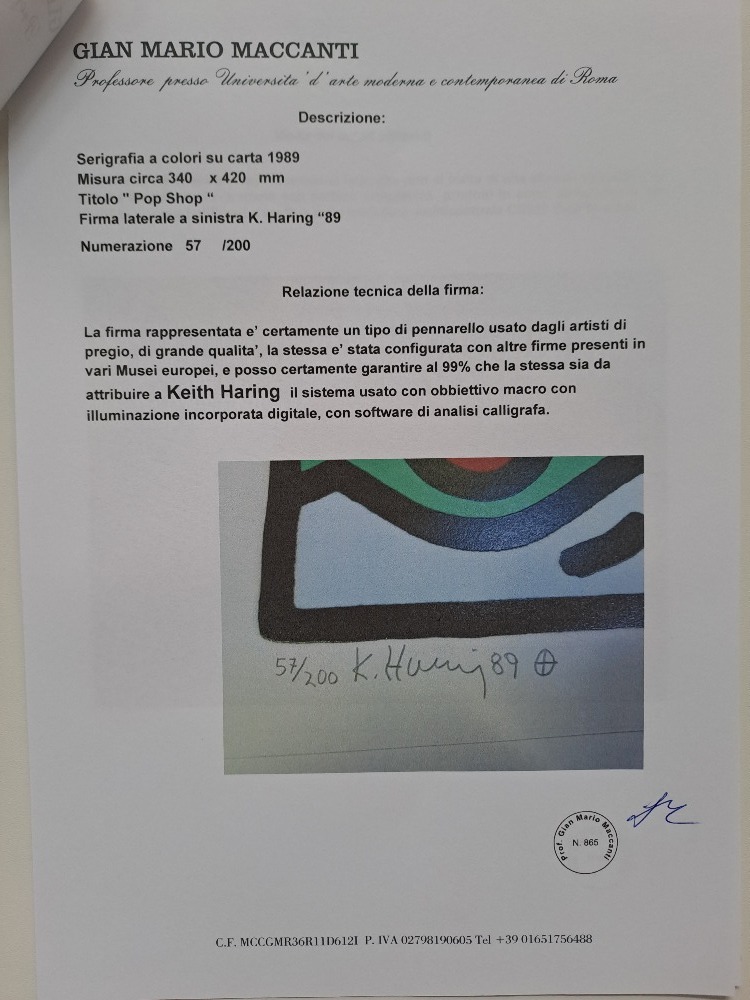 GIAN MARIO MACCANTI
Professore presso Universita 'd'arte moderna e contemporanea di Roma
Descrizione:
Serigrafia a colori su carta 1989
Misura circa 340 x 420 mm
Titolo " Pop Shop “
Firma laterale a sinistra K. Haring “89
Numerazione 57 /200
Relazione tecnica della firma:
La firma rappresentata e’ certamente un tipo di pennarello usato dagli artisti di
pregio, di grande qualita’, la stessa e’ stata configurata con altre firme presenti in
vari Musei europei, e posso certamente garantire al 99% che la stessa sia da
attribuire a Keith Haring il sistema usato con obbiettivo macro con
illuminazione incorporata digitale, con software di analisi calligrafa.
57/200 K. Haring 89
Prof. Gian Mario Maccanti
N. 865
C.F. MCCGMR36R11D612I P. IVA 02798190605 Tel +39 01651756488